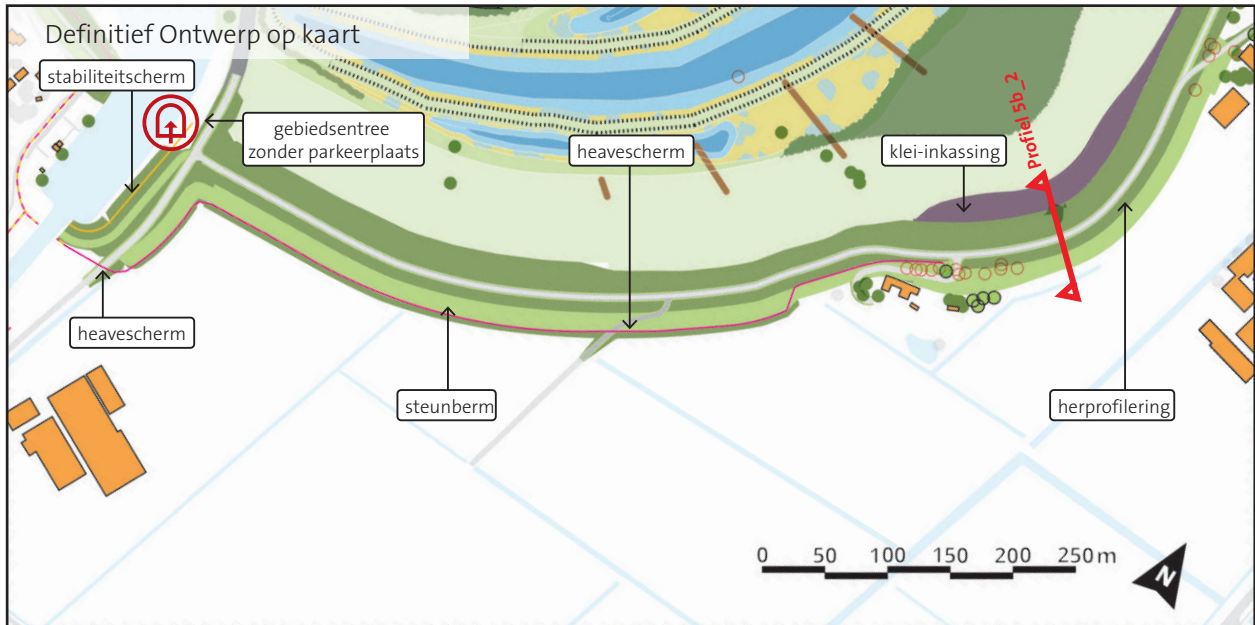 Definitief Ontwerp op kaart
stabiliteitscherm
gebiedsentree
zonder parkeerplaats
heavescherm
klei-inkassing
Profiel 5b_2
heavescherm
steunberm
herprofilering
0 50 100 150 200 250 m
N